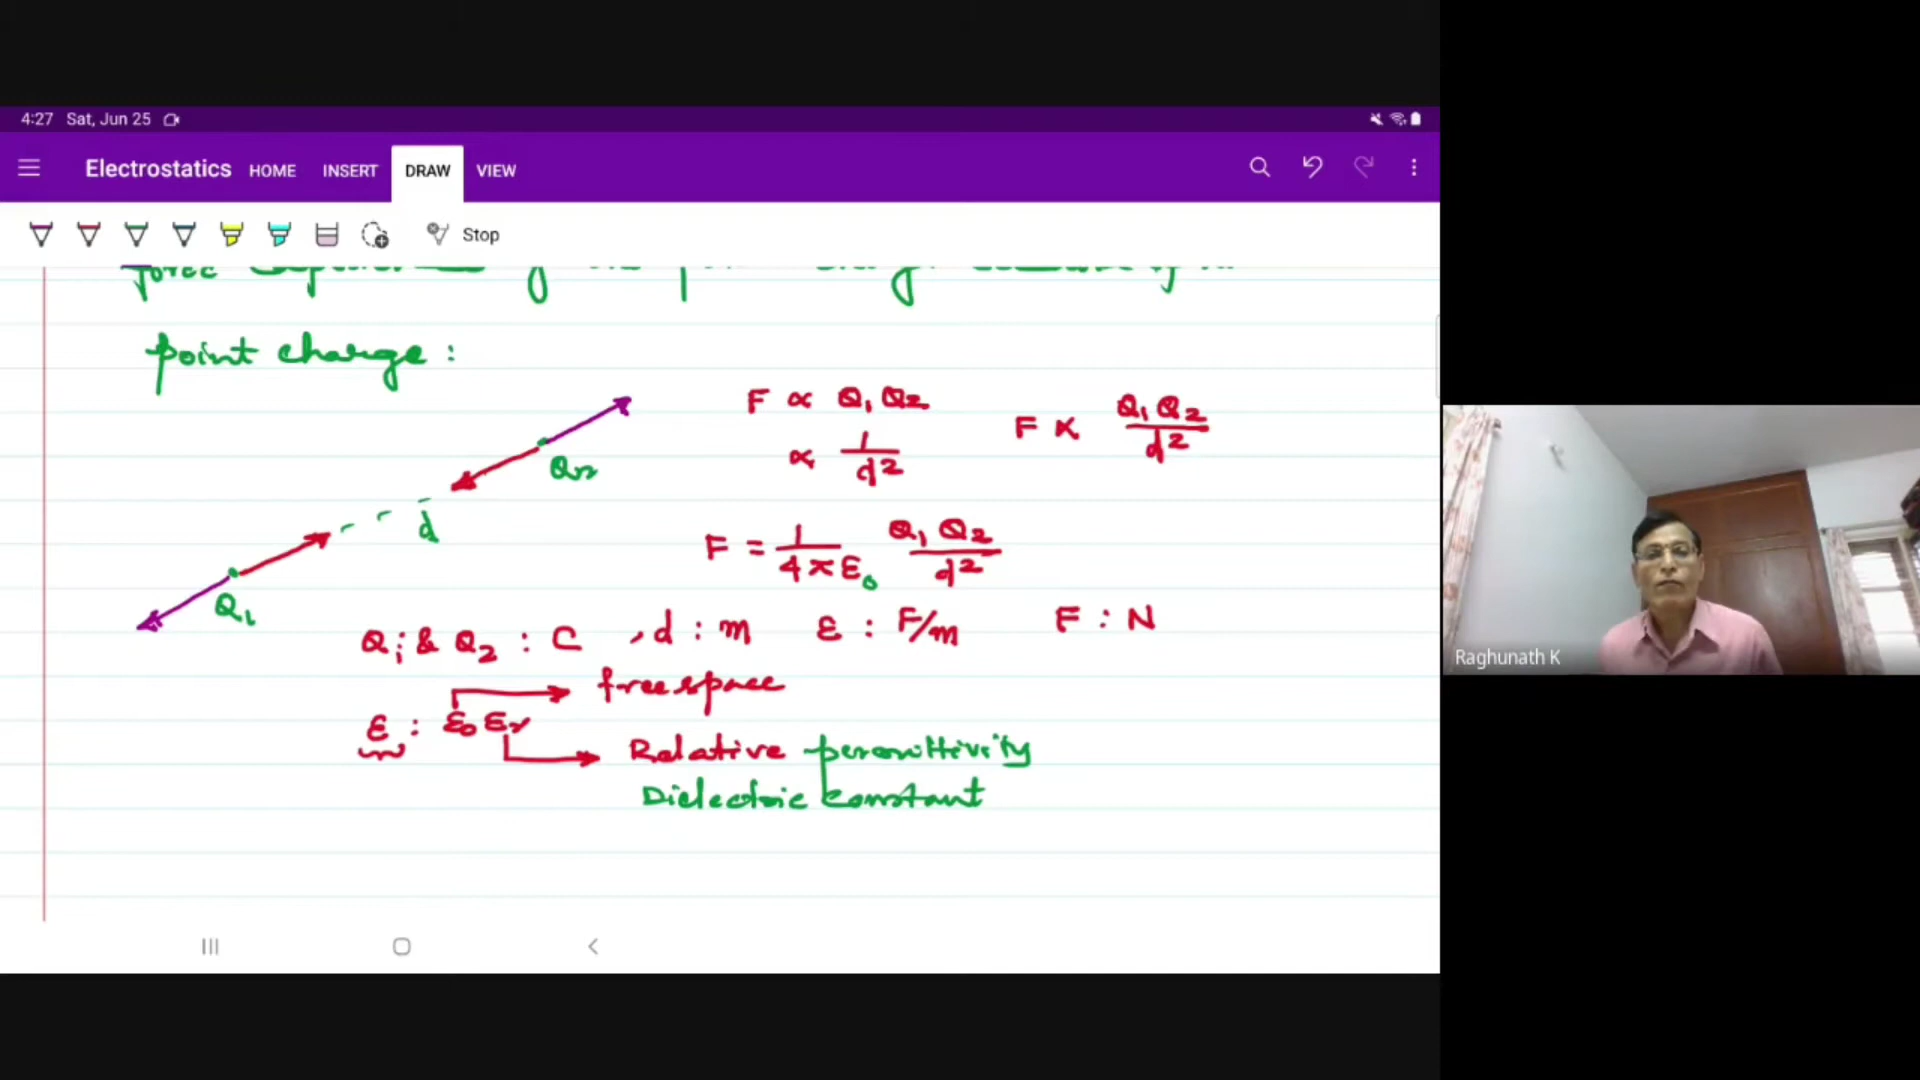 4:27 Sat, Jun 25
Electrostatics HOME INSERT DRAW VIEW
Stop
force
point charge :
F ∝ Q₁ Q₂
∝ 1/d²
F ∝ Q₁ Q₂/d²
Q₂
d
Q₁
F = 1/4πε₀ Q₁ Q₂/d²
Q₁ & Q₂ : C , d : m ε : F/m F : N
free space
ε : ε₀ εᵣ
Relative permittivity
Dielectric constant
Raghunath K